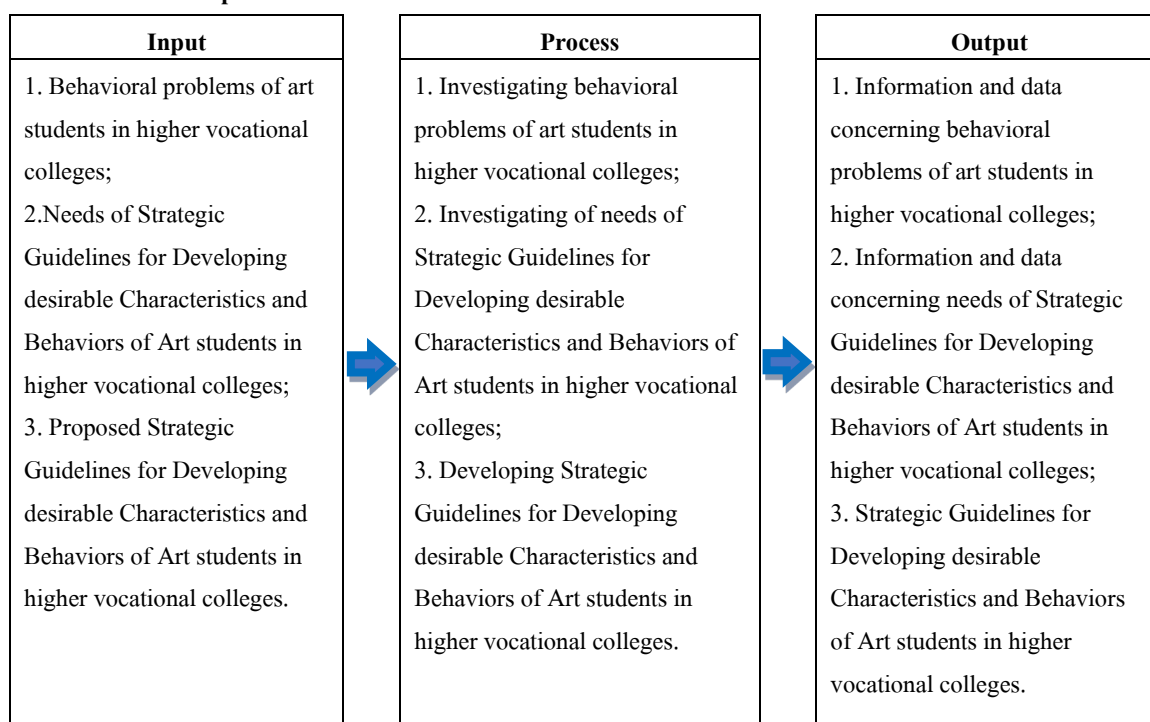 Input
1. Behavioral problems of art
students in higher vocational
colleges;
2.Needs of Strategic
Guidelines for Developing
desirable Characteristics and
Behaviors of Art students in
higher vocational colleges;
3. Proposed Strategic
Guidelines for Developing
desirable Characteristics and
Behaviors of Art students in
higher vocational colleges.
Process
1. Investigating behavioral
problems of art students in
higher vocational colleges;
2. Investigating of needs of
Strategic Guidelines for
Developing desirable
Characteristics and Behaviors of
Art students in higher vocational
colleges;
3. Developing Strategic
Guidelines for Developing
desirable Characteristics and
Behaviors of Art students in
higher vocational colleges.
Output
1. Information and data
concerning behavioral
problems of art students in
higher vocational colleges;
2. Information and data
concerning needs of Strategic
Guidelines for Developing
desirable Characteristics and
Behaviors of Art students in
higher vocational colleges;
3. Strategic Guidelines for
Developing desirable
Characteristics and Behaviors
of Art students in higher
vocational colleges.